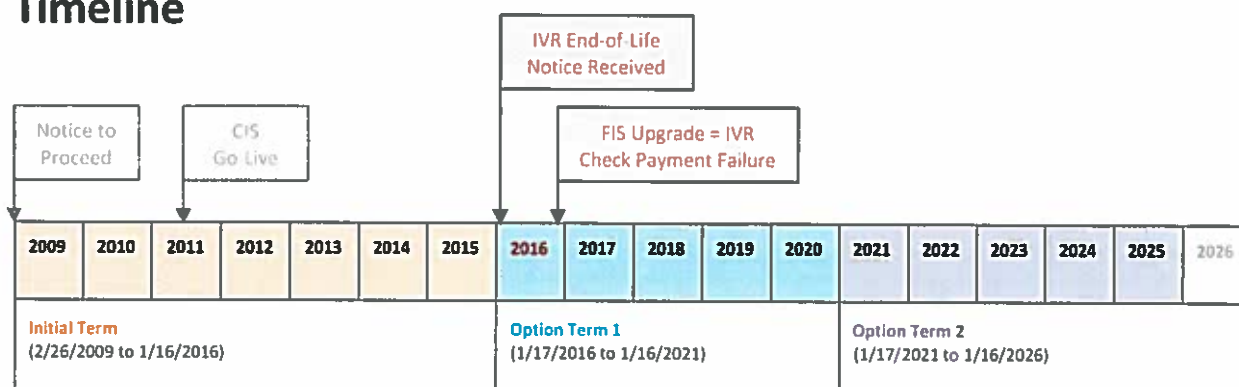 Timeline
IVR End-of-Life
Notice Received
Notice to
Proceed
CIS
Go Live
FIS Upgrade = IVR
Check Payment Failure
2009 2010 2011 2012 2013 2014 2015 2016 2017 2018 2019 2020 2021 2022 2023 2024 2025 2026
Initial Term
(2/26/2009 to 1/16/2016)
Option Term 1
(1/17/2016 to 1/16/2021)
Option Term 2
(1/17/2021 to 1/16/2026)